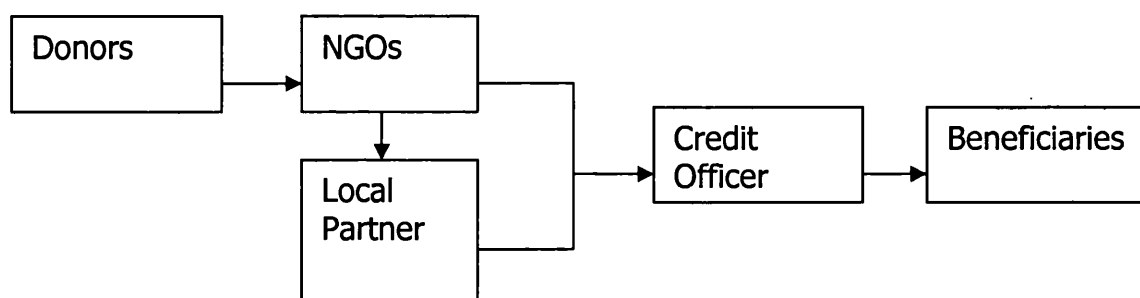 Donors
NGOs
Local
Partner
Credit
Officer
Beneficiaries